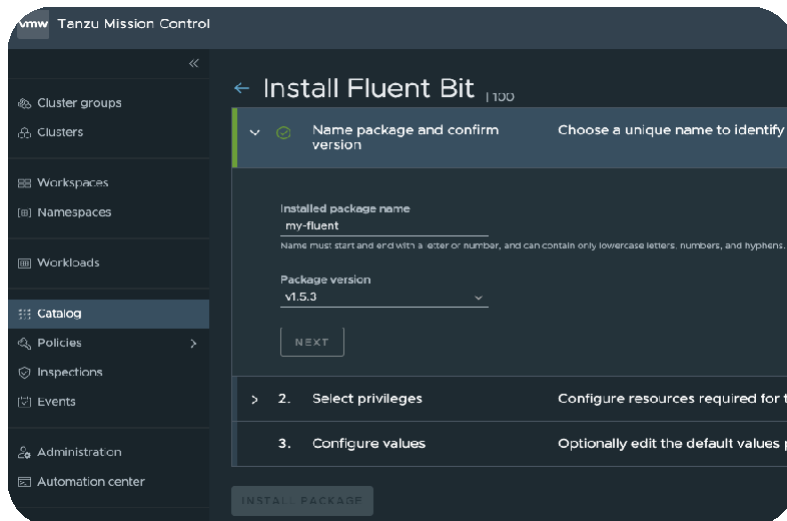 vmw Tanzu Mission Control
Cluster groups
Clusters
Workspaces
Namespaces
Workloads
Catalog
Policies
Inspections
Events
Administration
Automation center
Install Fluent Bit | 100
Name package and confirm
version
Choose a unique name to identify
Installed package name
my-fluent
Name must start and end with a letter or number, and can contain only lowercase letters, numbers, and hyphens.
Package version
v1.5.3
NEXT
2. Select privileges Configure resources required for t
3. Configure values Optionally edit the default values p
INSTALL PACKAGE